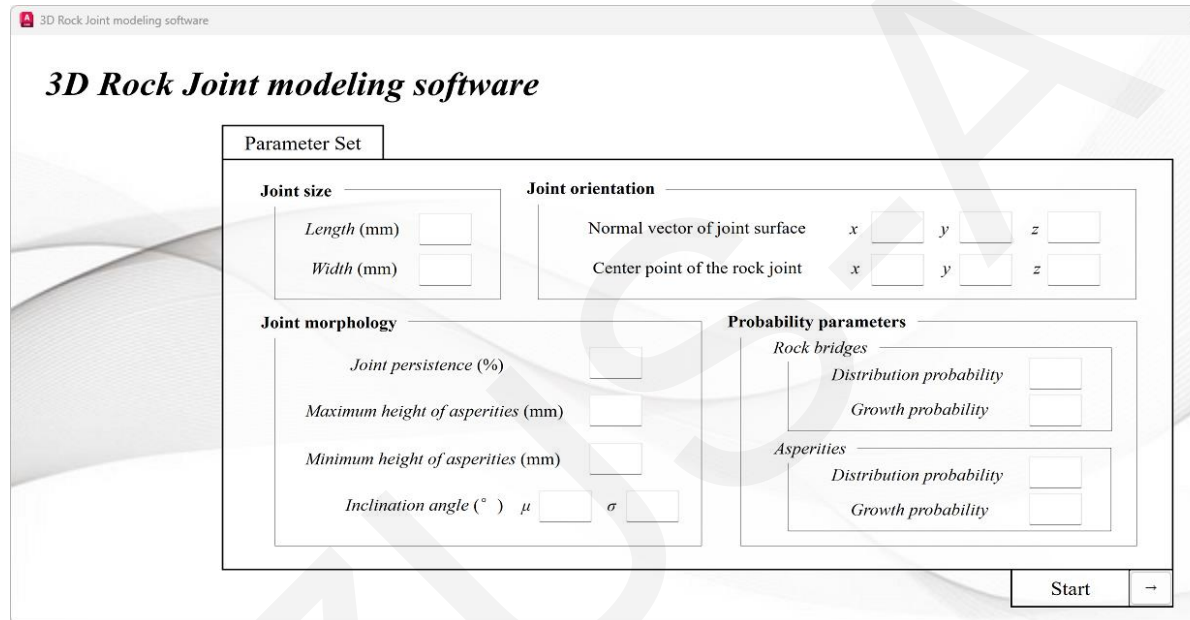 3D Rock Joint modeling software
3D Rock Joint modeling software
Parameter Set
Joint size
Length (mm)
Width (mm)
Joint orientation
Normal vector of joint surface x y z
Center point of the rock joint x y z
Joint morphology
Joint persistence (%)
Maximum height of asperities (mm)
Minimum height of asperities (mm)
Inclination angle (° ) μ σ
Probability parameters
Rock bridges
Distribution probability
Growth probability
Asperities
Distribution probability
Growth probability
Start →